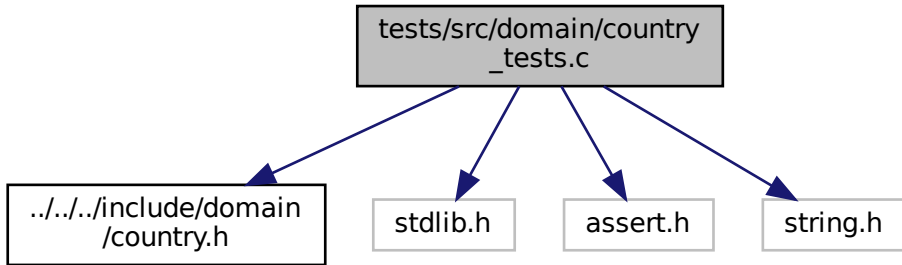 tests/src/domain/country
_tests.c
../../../include/domain
/country.h
stdlib.h
assert.h
string.h